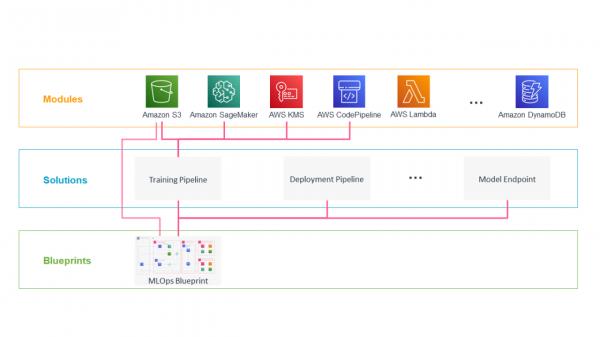 Modules
Amazon S3
Amazon SageMaker
AWS KMS
AWS CodePipeline
AWS Lambda
...
Amazon DynamoDB
Solutions
Training Pipeline
Deployment Pipeline
...
Model Endpoint
Blueprints
MLOps Blueprint